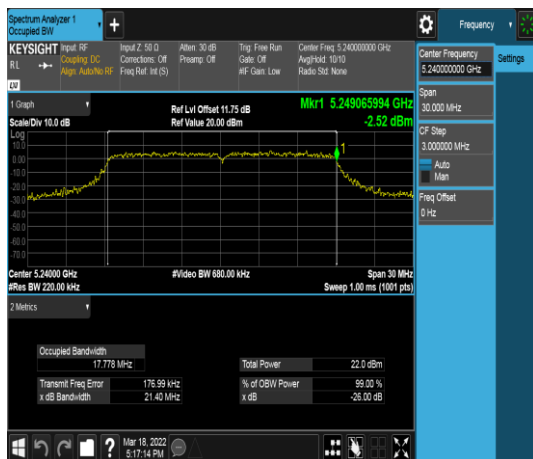 Spectrum Analyzer 1
Occupied BW
+
Frequency
KEYSIGHT
Input: RF
Input Z: 50 Ω
Atten: 30 dB
Trig: Free Run
Center Freq: 5.240000000 GHz
RL
Coupling: DC
Corrections: Off
Preamp: Off
Gate: Off
Avg|Hold: 10/10
Align: Auto/No RF
Freq Ref: Int (S)
#IF Gain: Low
Radio Std: None
LXI
Center Frequency
5.240000000 GHz
Settings
Span
30.000 MHz
CF Step
3.000000 MHz
Auto
Man
Freq Offset
0 Hz
1 Graph
Ref Lvl Offset 11.75 dB
Mkr1 5.249065994 GHz
Scale/Div 10.0 dB
Ref Value 20.00 dBm
-2.52 dBm
Log
10.0
0.00
-10.0
-20.0
-30.0
-40.0
-50.0
-60.0
-70.0
1
Center 5.24000 GHz
#Video BW 680.00 kHz
Span 30 MHz
#Res BW 220.00 kHz
Sweep 1.00 ms (1001 pts)
2 Metrics
Occupied Bandwidth
17.778 MHz
Total Power
22.0 dBm
Transmit Freq Error
176.99 kHz
% of OBW Power
99.00 %
x dB Bandwidth
21.40 MHz
x dB
-26.00 dB
?
Mar 18, 2022
5:17:14 PM